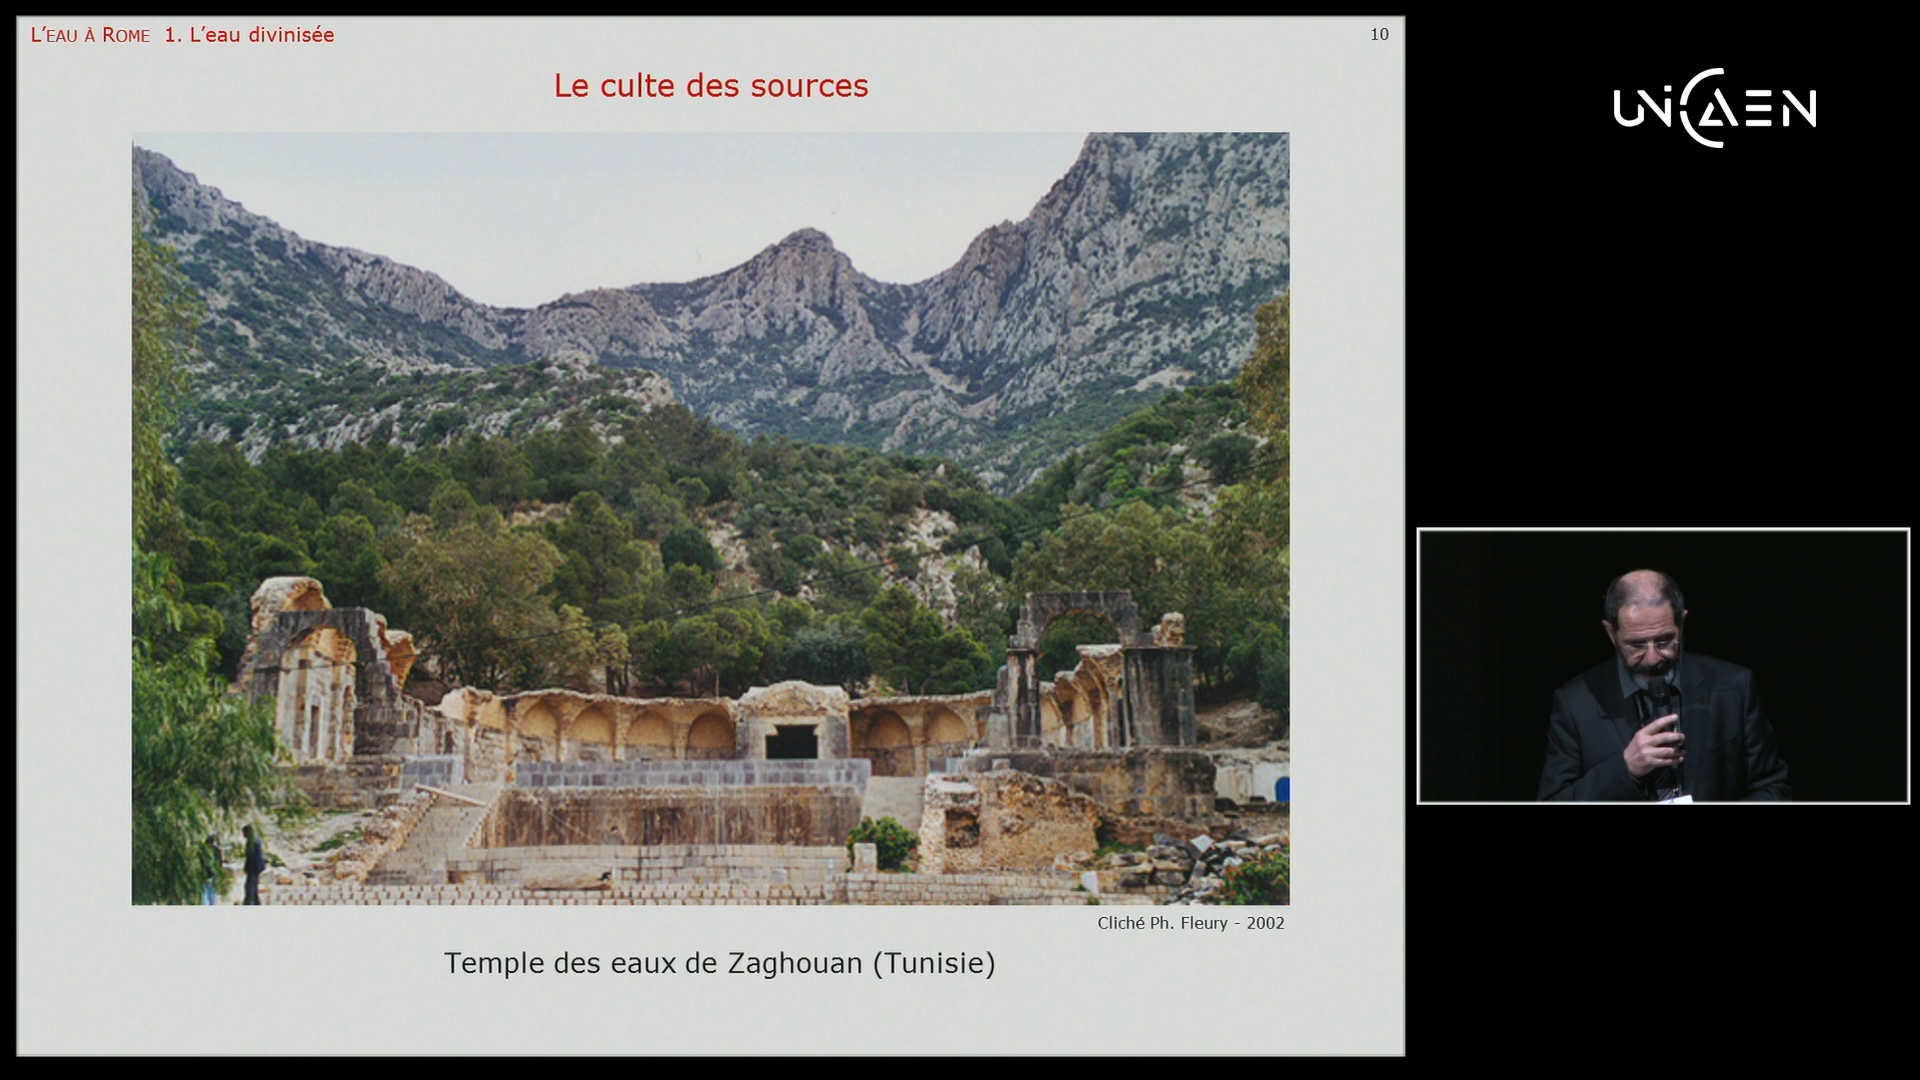 L'EAU À ROME 1. L'eau divinisée
10
Le culte des sources
Cliché Ph. Fleury - 2002
Temple des eaux de Zaghouan (Tunisie)
UNICAEN